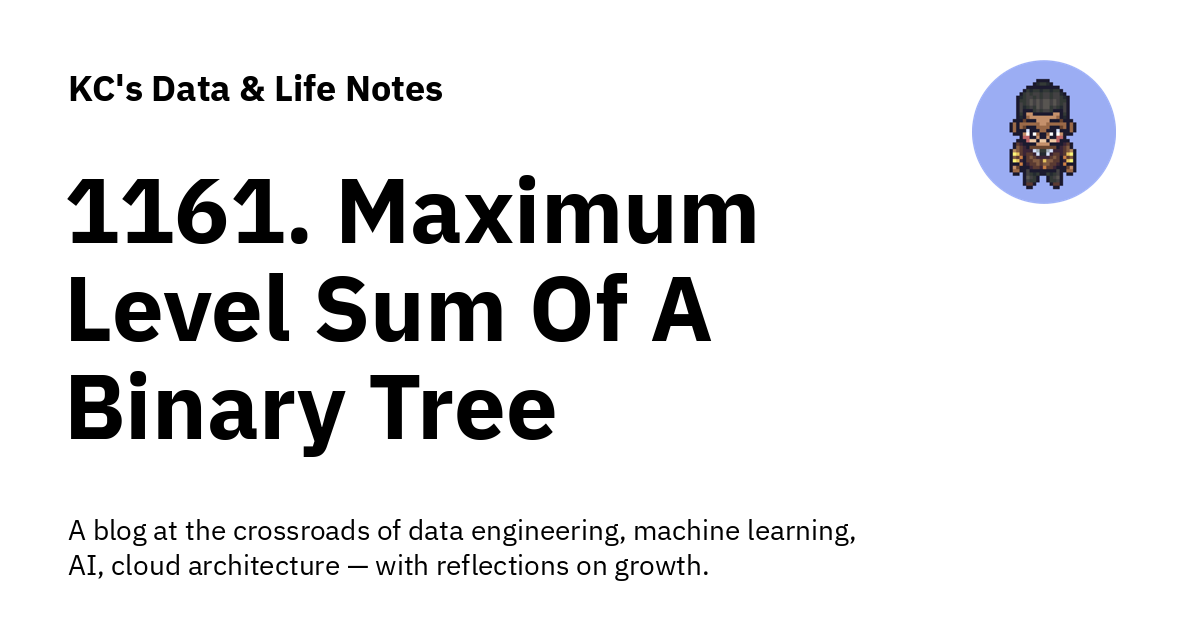 KC's Data & Life Notes
1161. Maximum
Level Sum Of A
Binary Tree
A blog at the crossroads of data engineering, machine learning,
AI, cloud architecture — with reflections on growth.